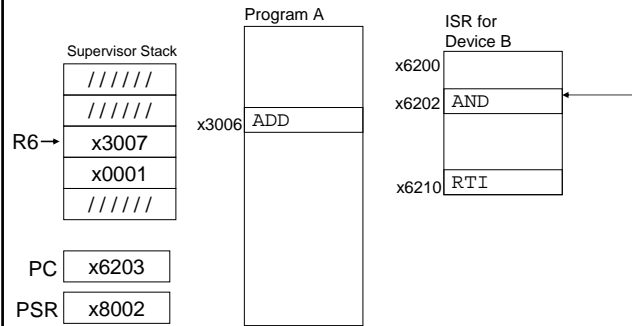 Program A
ISR for
Device B
Supervisor Stack
//////
//////
R6
x3007
x0001
//////
x3006
ADD
x6200
x6202
AND
x6210
RTI
PC
x6203
PSR
x8002